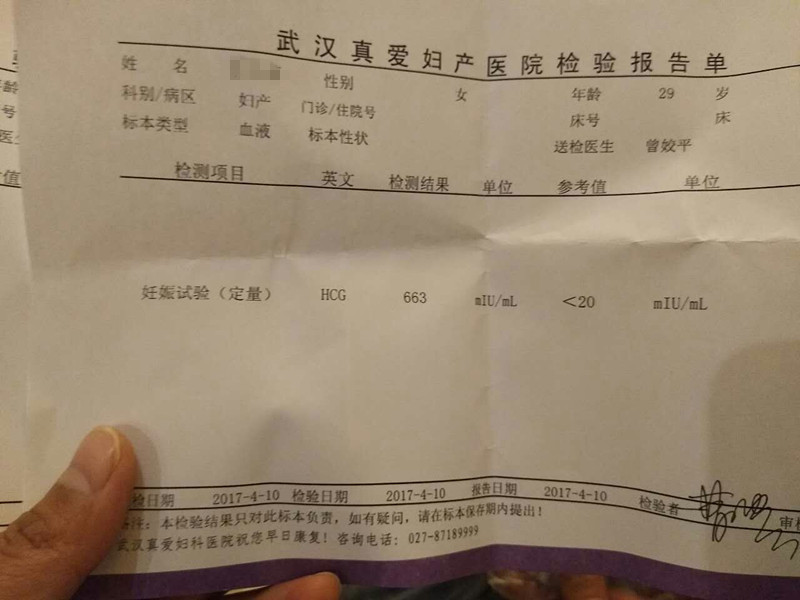 武汉真爱妇产医院检验报告单
姓 名 性别 女 年龄 29 岁
科别/病区 妇产 门诊/住院号 床号 床
标本类型 血液 标本性状 送检医生 曾姣平
检测项目 英文 检测结果 单位 参考值 单位
妊娠试验（定量） HCG 663 mIU/mL <20 mIU/mL
检日期 2017-4-10 检验日期 2017-4-10 报告日期 2017-4-10 检验者 审核
备注：本检验结果只对此标本负责，如有疑问，请在标本保存期内提出！
武汉真爱妇科医院祝您早日康复！咨询电话：027-87189999